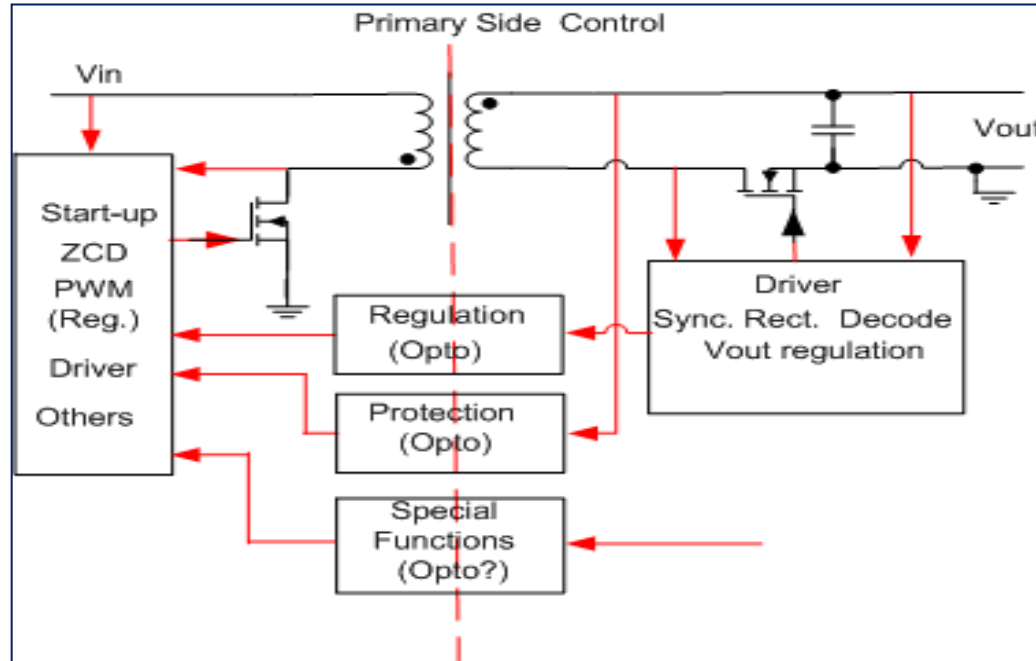 Primary Side Control
Vin
Vout
Start-up
ZCD
PWM
(Reg.)
Driver
Others
Regulation
(Opto)
Protection
(Opto)
Special
Functions
(Opto?)
Driver
Sync. Rect. Decode
Vout regulation